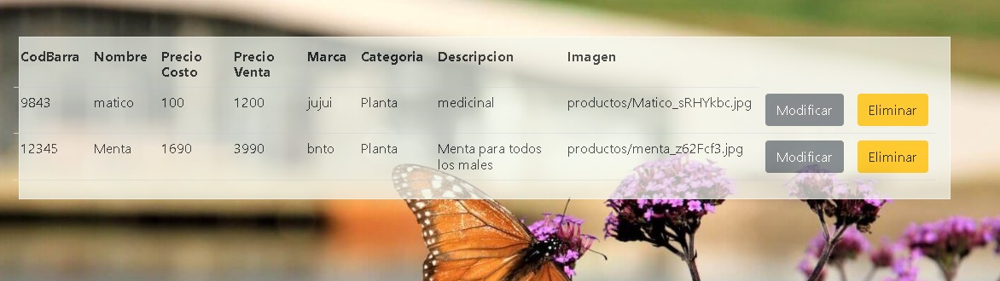 CodBarra Nombre Precio Costo Precio Venta Marca Categoria Descripcion Imagen
9843 matico 100 1200 jujui Planta medicinal productos/Matico_sRHYkbc.jpg Modificar Eliminar
12345 Menta 1690 3990 bnto Planta Menta para todos los males productos/menta_z62Fcf3.jpg Modificar Eliminar